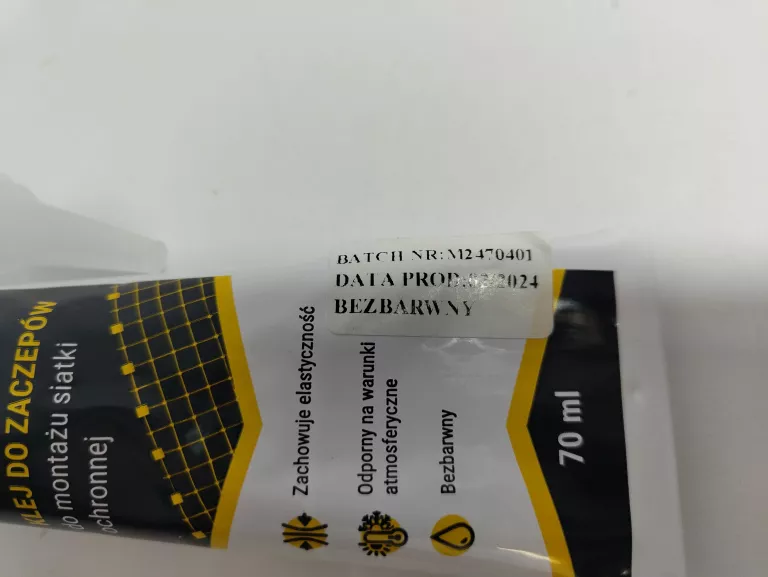 BATCH NR: M2470401
DATA PROD.: /2024
BEZBARWNY
KLEJ DO ZACZEPÓW
do montażu siatki
ochronnej
Zachowuje elastyczność
Odporny na warunki
atmosferyczne
Bezbarwny
70 ml